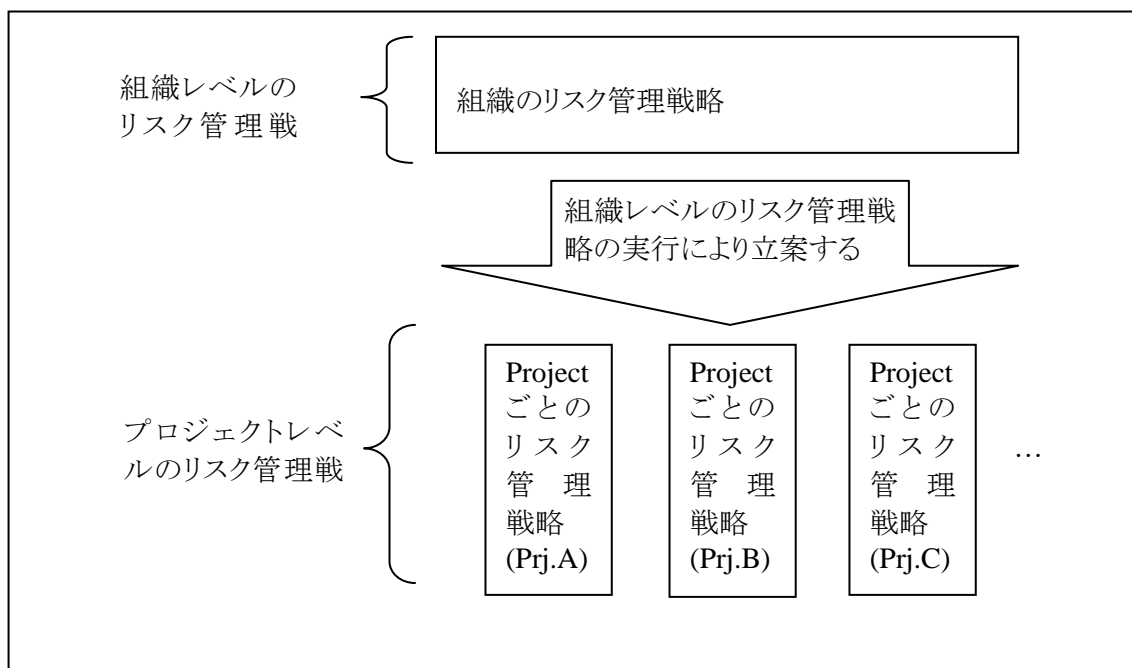 組織レベルの
リスク管理戦
組織のリスク管理戦略
組織レベルのリスク管理戦
略の実行により立案する
プロジェクトレベ
ルのリスク管理戦
Project
ごとの
リスク
管理
戦略
(Prj.A)
Project
ごとの
リスク
管理
戦略
(Prj.B)
Project
ごとの
リスク
管理
戦略
(Prj.C)
…